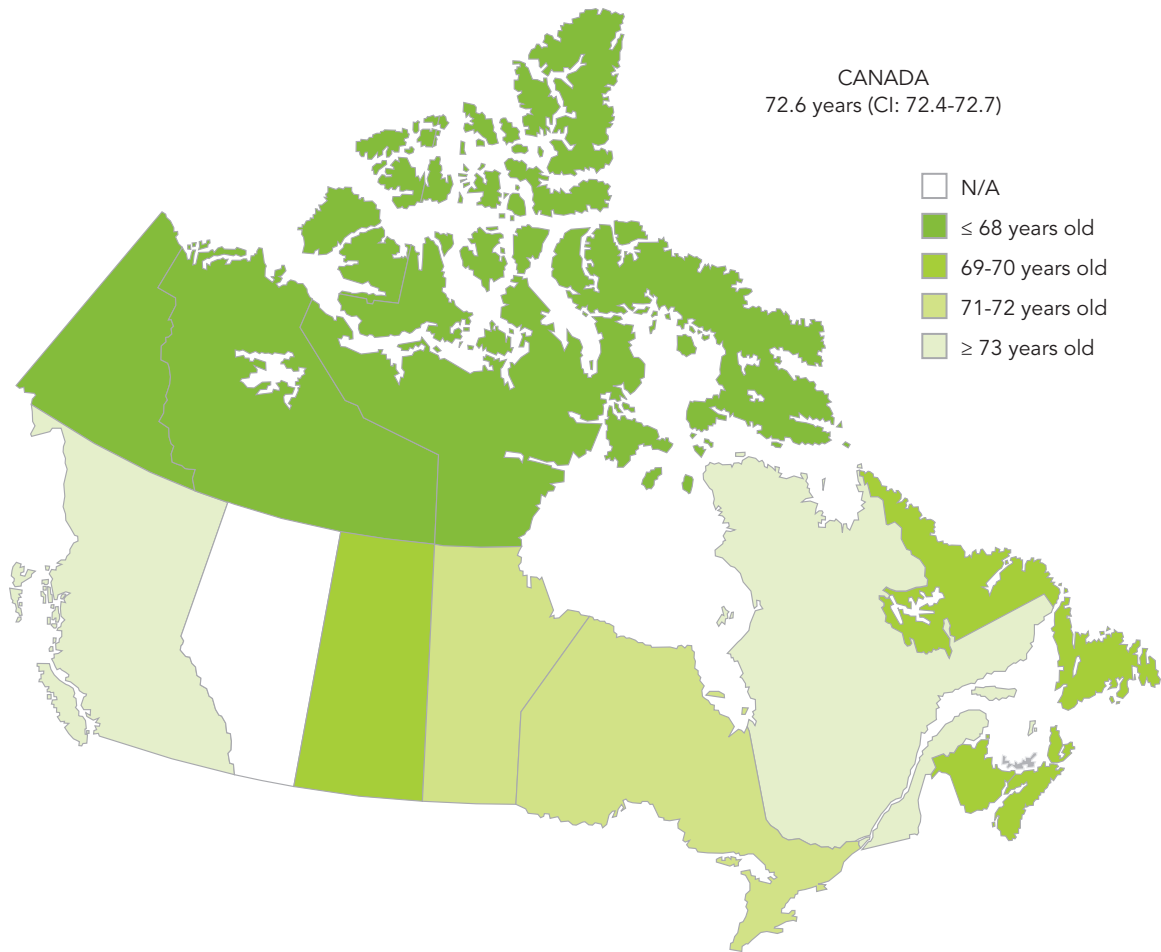 CANADA
72.6 years (CI: 72.4-72.7)
N/A
≤ 68 years old
69-70 years old
71-72 years old
≥ 73 years old